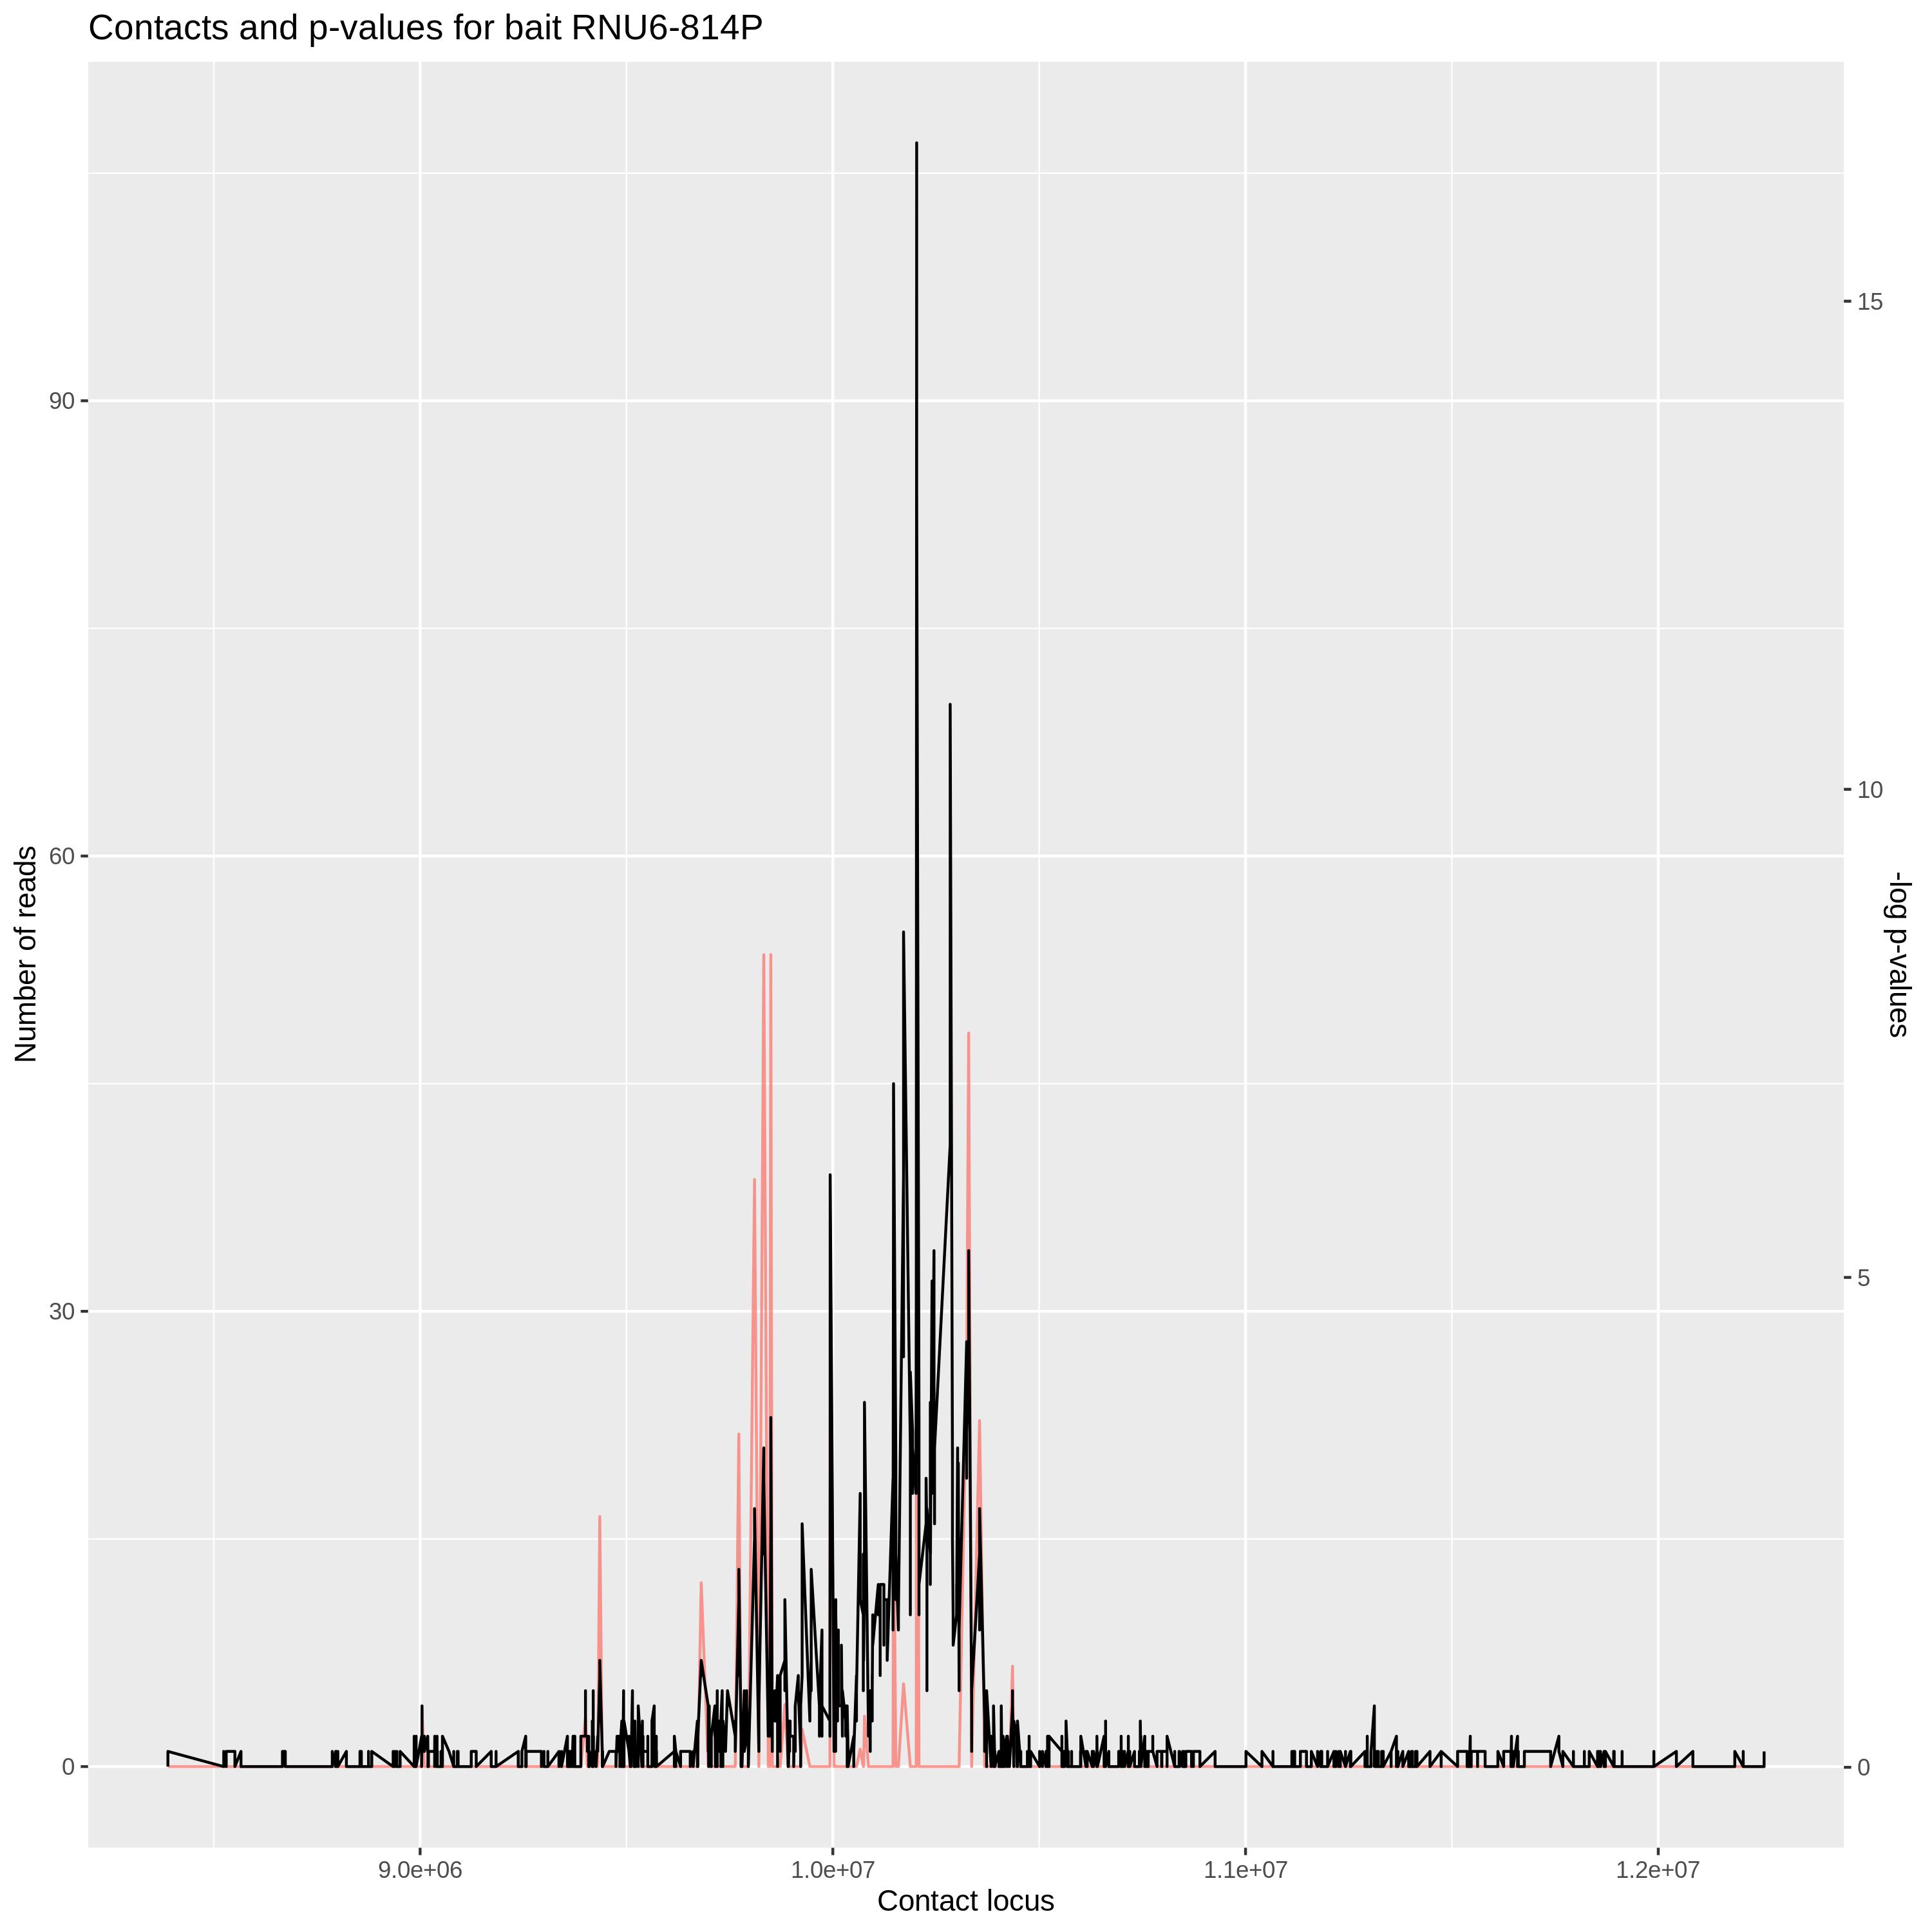 Contacts and p-values for bait RNU6-814P
Number of reads
90
60
30
0
15
10
5
0
-log p-values
9.0e+06
1.0e+07
1.1e+07
1.2e+07
Contact locus